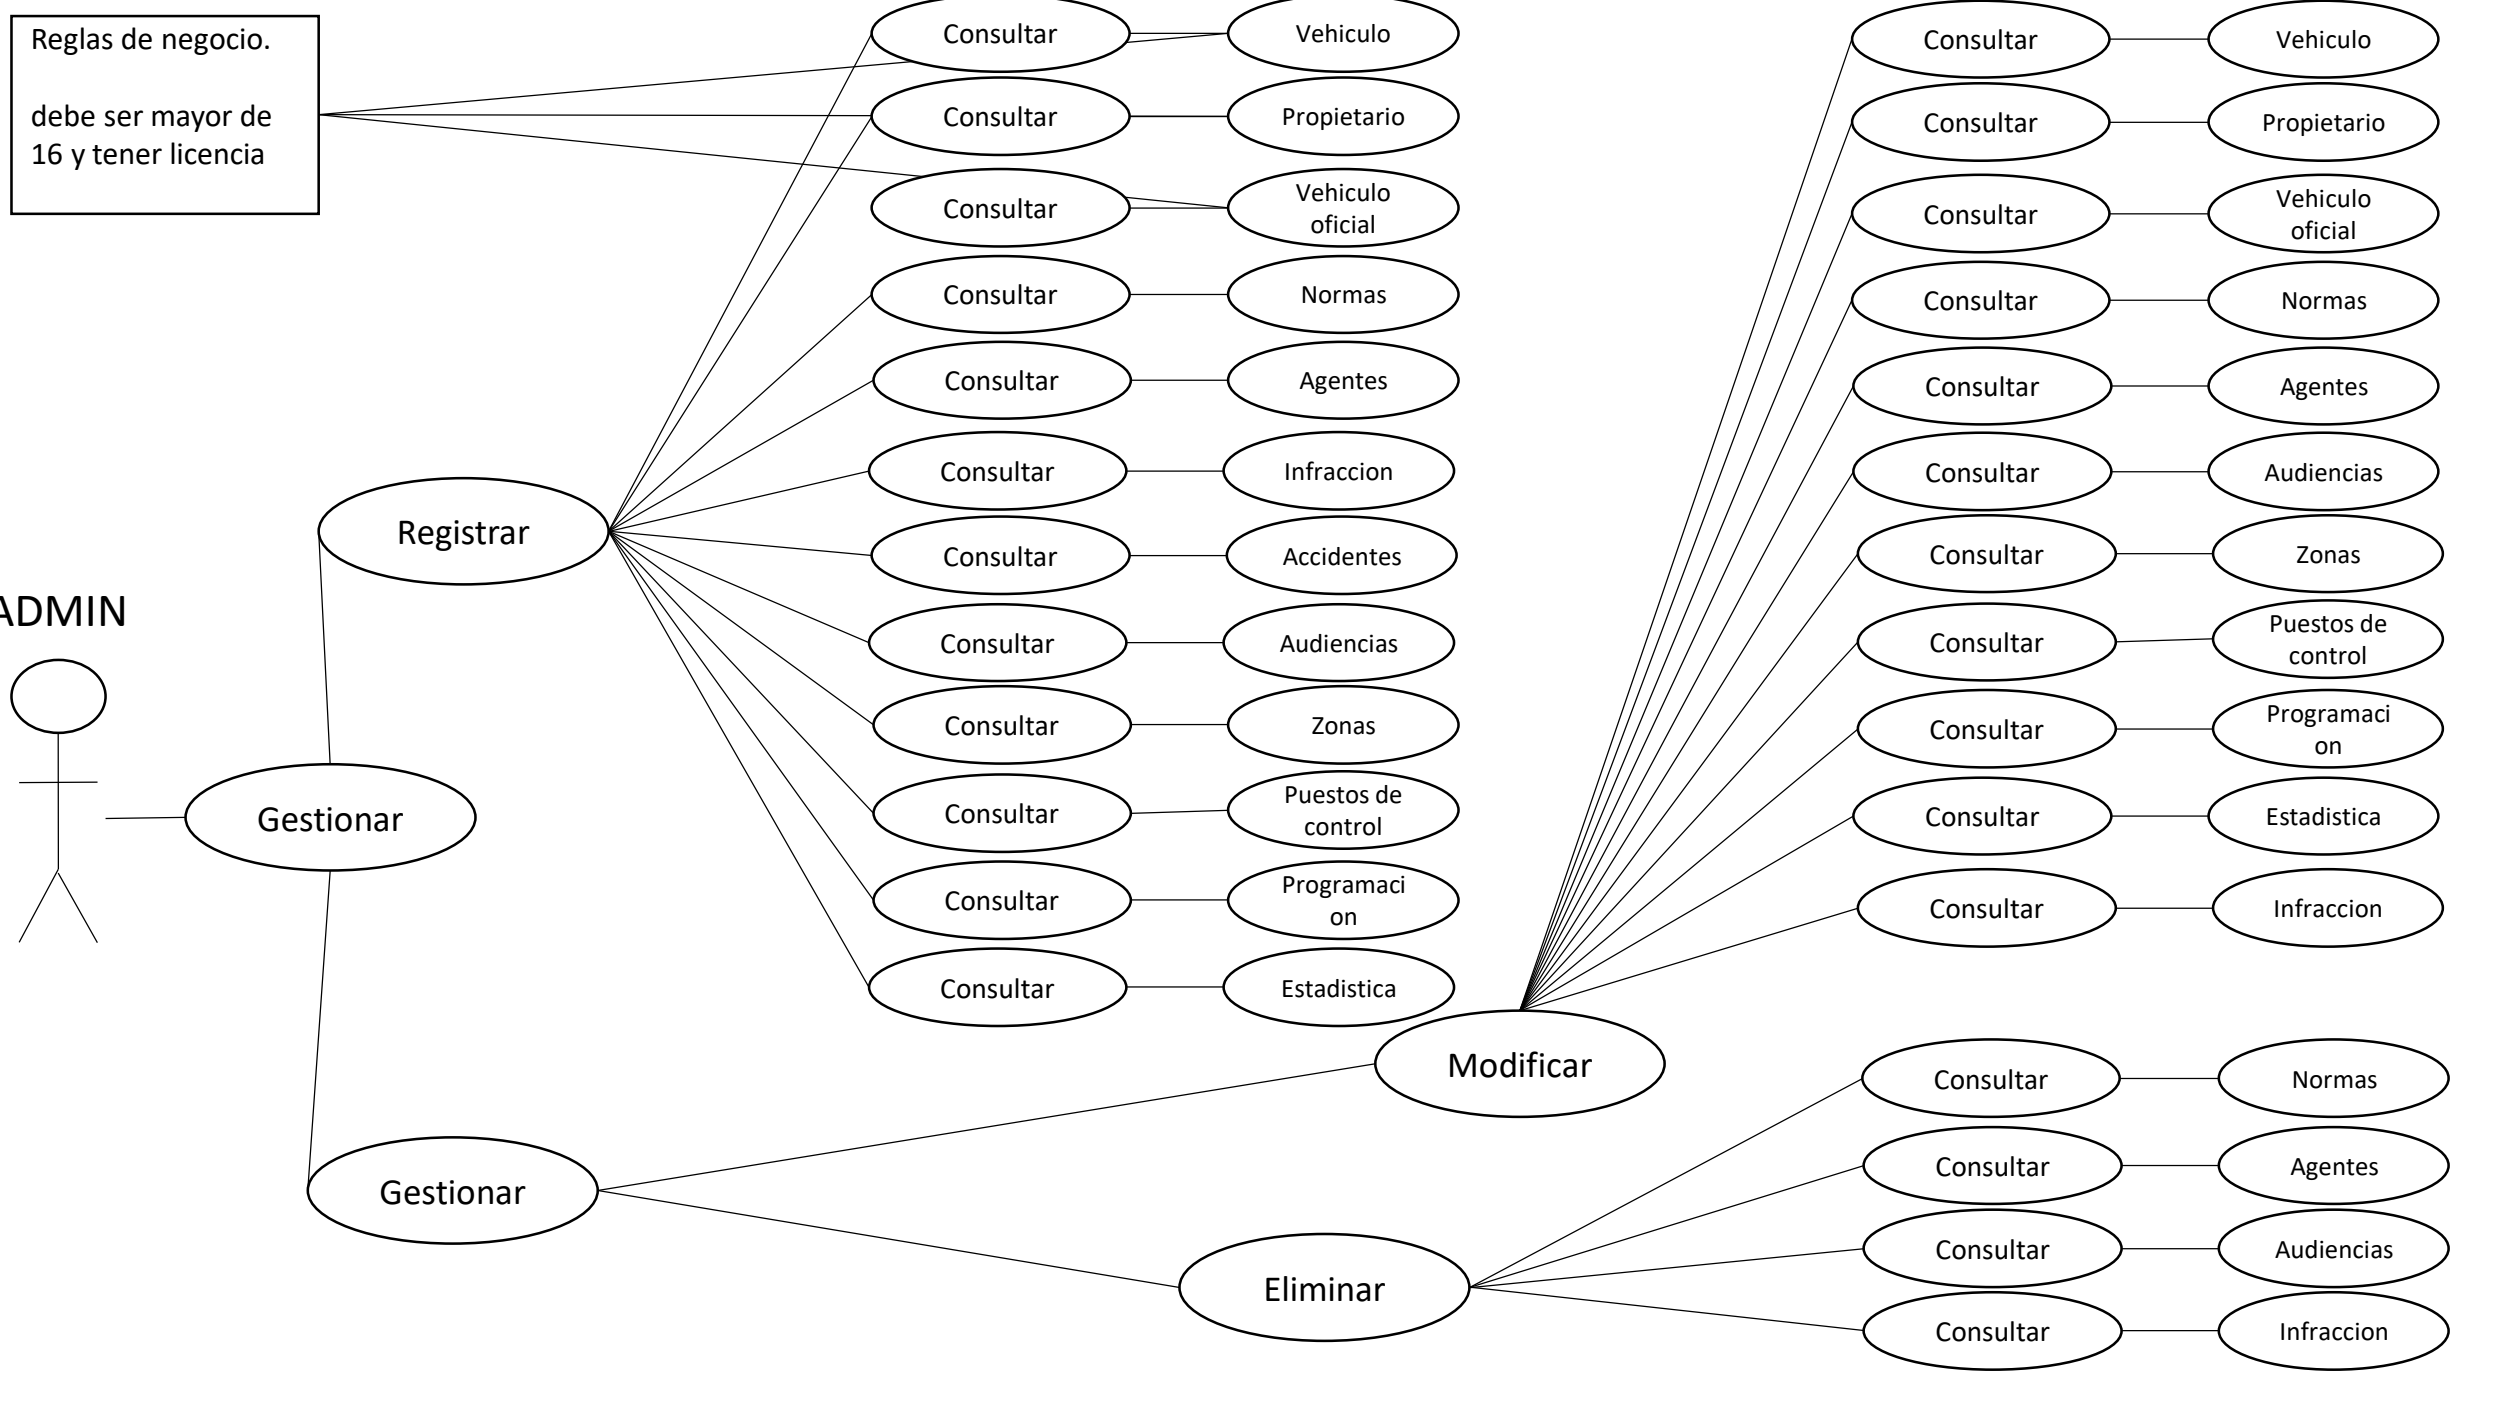 Reglas de negocio.
debe ser mayor de
16 y tener licencia
ADMIN
Gestionar
Registrar
Consultar
Vehiculo
Consultar
Propietario
Consultar
Vehiculo
oficial
Consultar
Normas
Consultar
Agentes
Consultar
Infraccion
Consultar
Accidentes
Consultar
Audiencias
Consultar
Zonas
Consultar
Puestos de
control
Consultar
Programaci
on
Consultar
Estadistica
Gestionar
Modificar
Consultar
Vehiculo
Consultar
Propietario
Consultar
Vehiculo
oficial
Consultar
Normas
Consultar
Agentes
Consultar
Audiencias
Consultar
Zonas
Consultar
Puestos de
control
Consultar
Programaci
on
Consultar
Estadistica
Consultar
Infraccion
Eliminar
Consultar
Normas
Consultar
Agentes
Consultar
Audiencias
Consultar
Infraccion